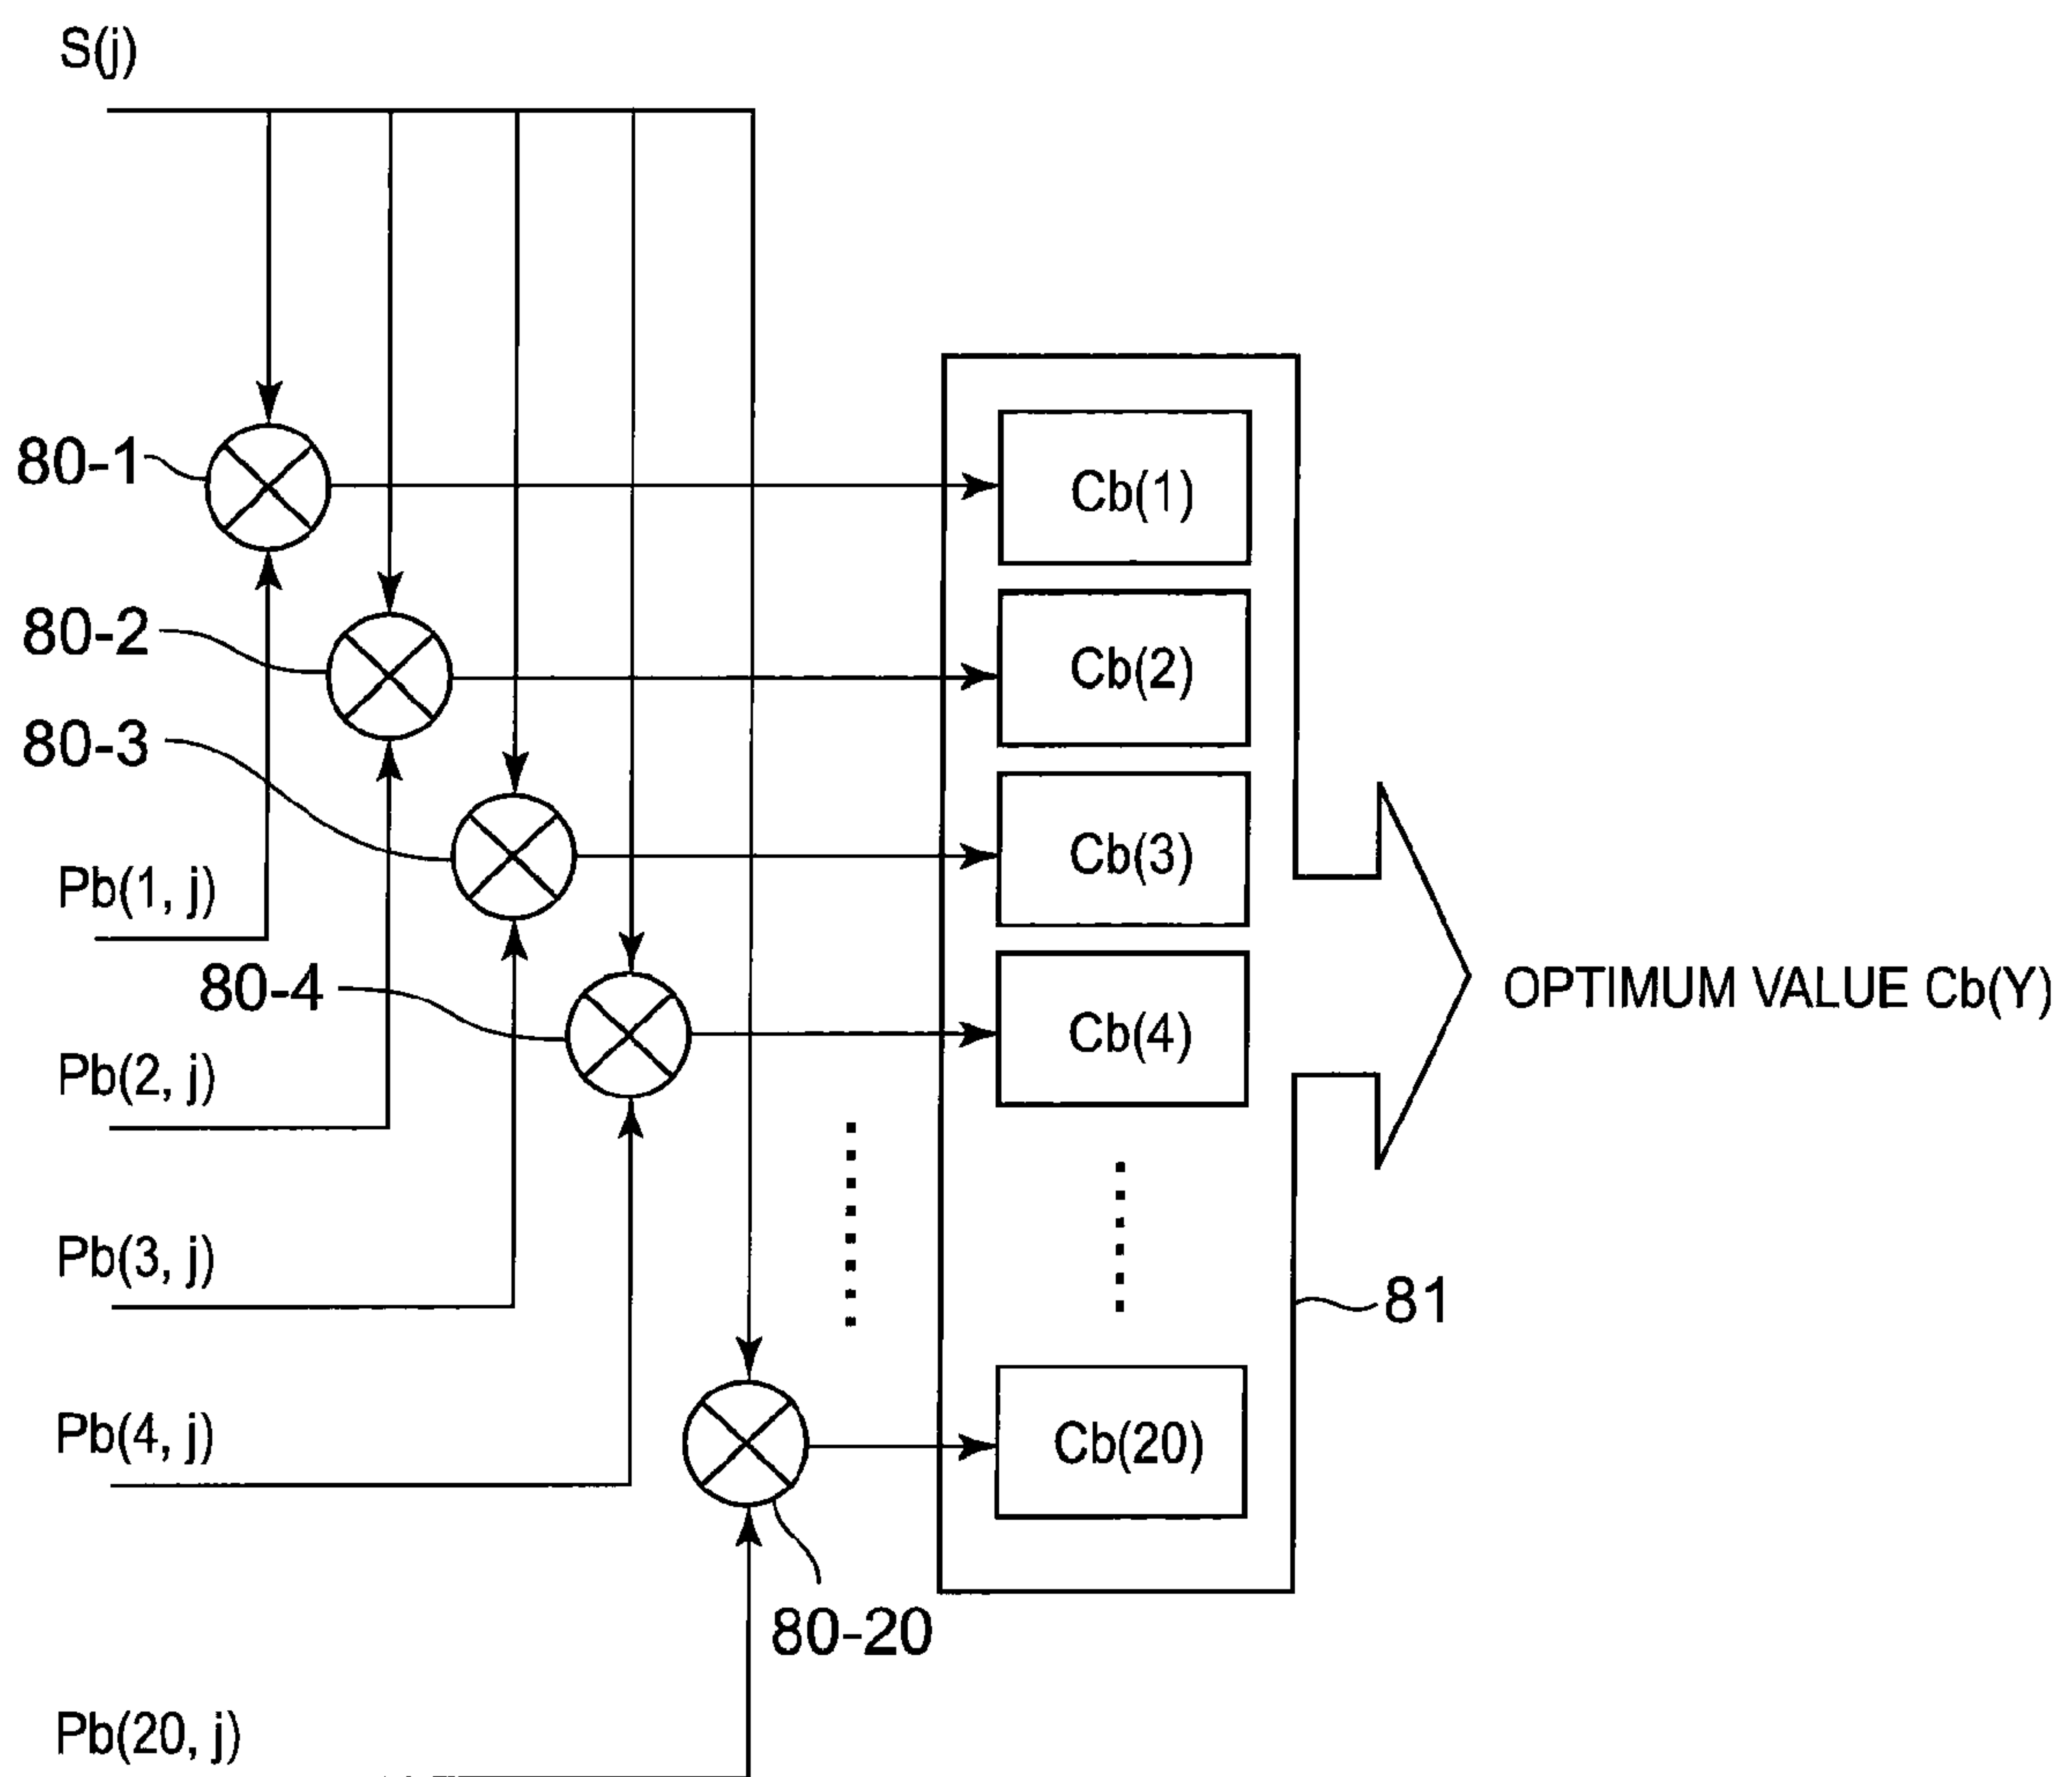 S(j)
80-1
Cb(1)
80-2
Cb(2)
80-3
Cb(3)
Pb(1, j)
80-4
OPTIMUM VALUE Cb(Y)
Cb(4)
Pb(2, j)
Pb(3, j)
81
Pb(4, j)
Cb(20)
80-20
Pb(20, j)